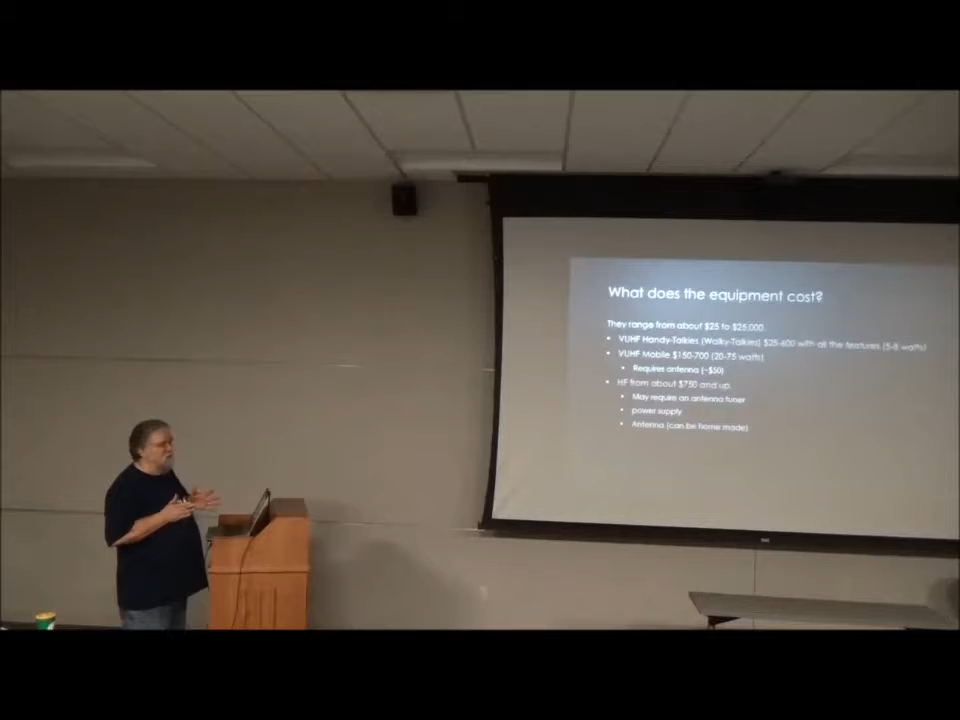 What does the equipment cost?
They range from about $25 to $25,000.
• VUHF Handy-Talkies (Walky-Talkies) $25-600 with all the features (5-8 watts)
• VUHF Mobile $150-700 (20-75 watts)
• Requires antenna (~$50)
• HF from about $750 and up.
• May require an antenna tuner
• power supply
• Antenna (can be home made)